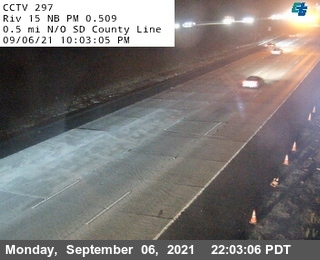 CCTV 297
Riv 15 NB PM 0.509
0.5 mi N/O SD County Line
09/06/21 10:03:05 PM
Monday, September 06, 2021 22:03:06 PDT